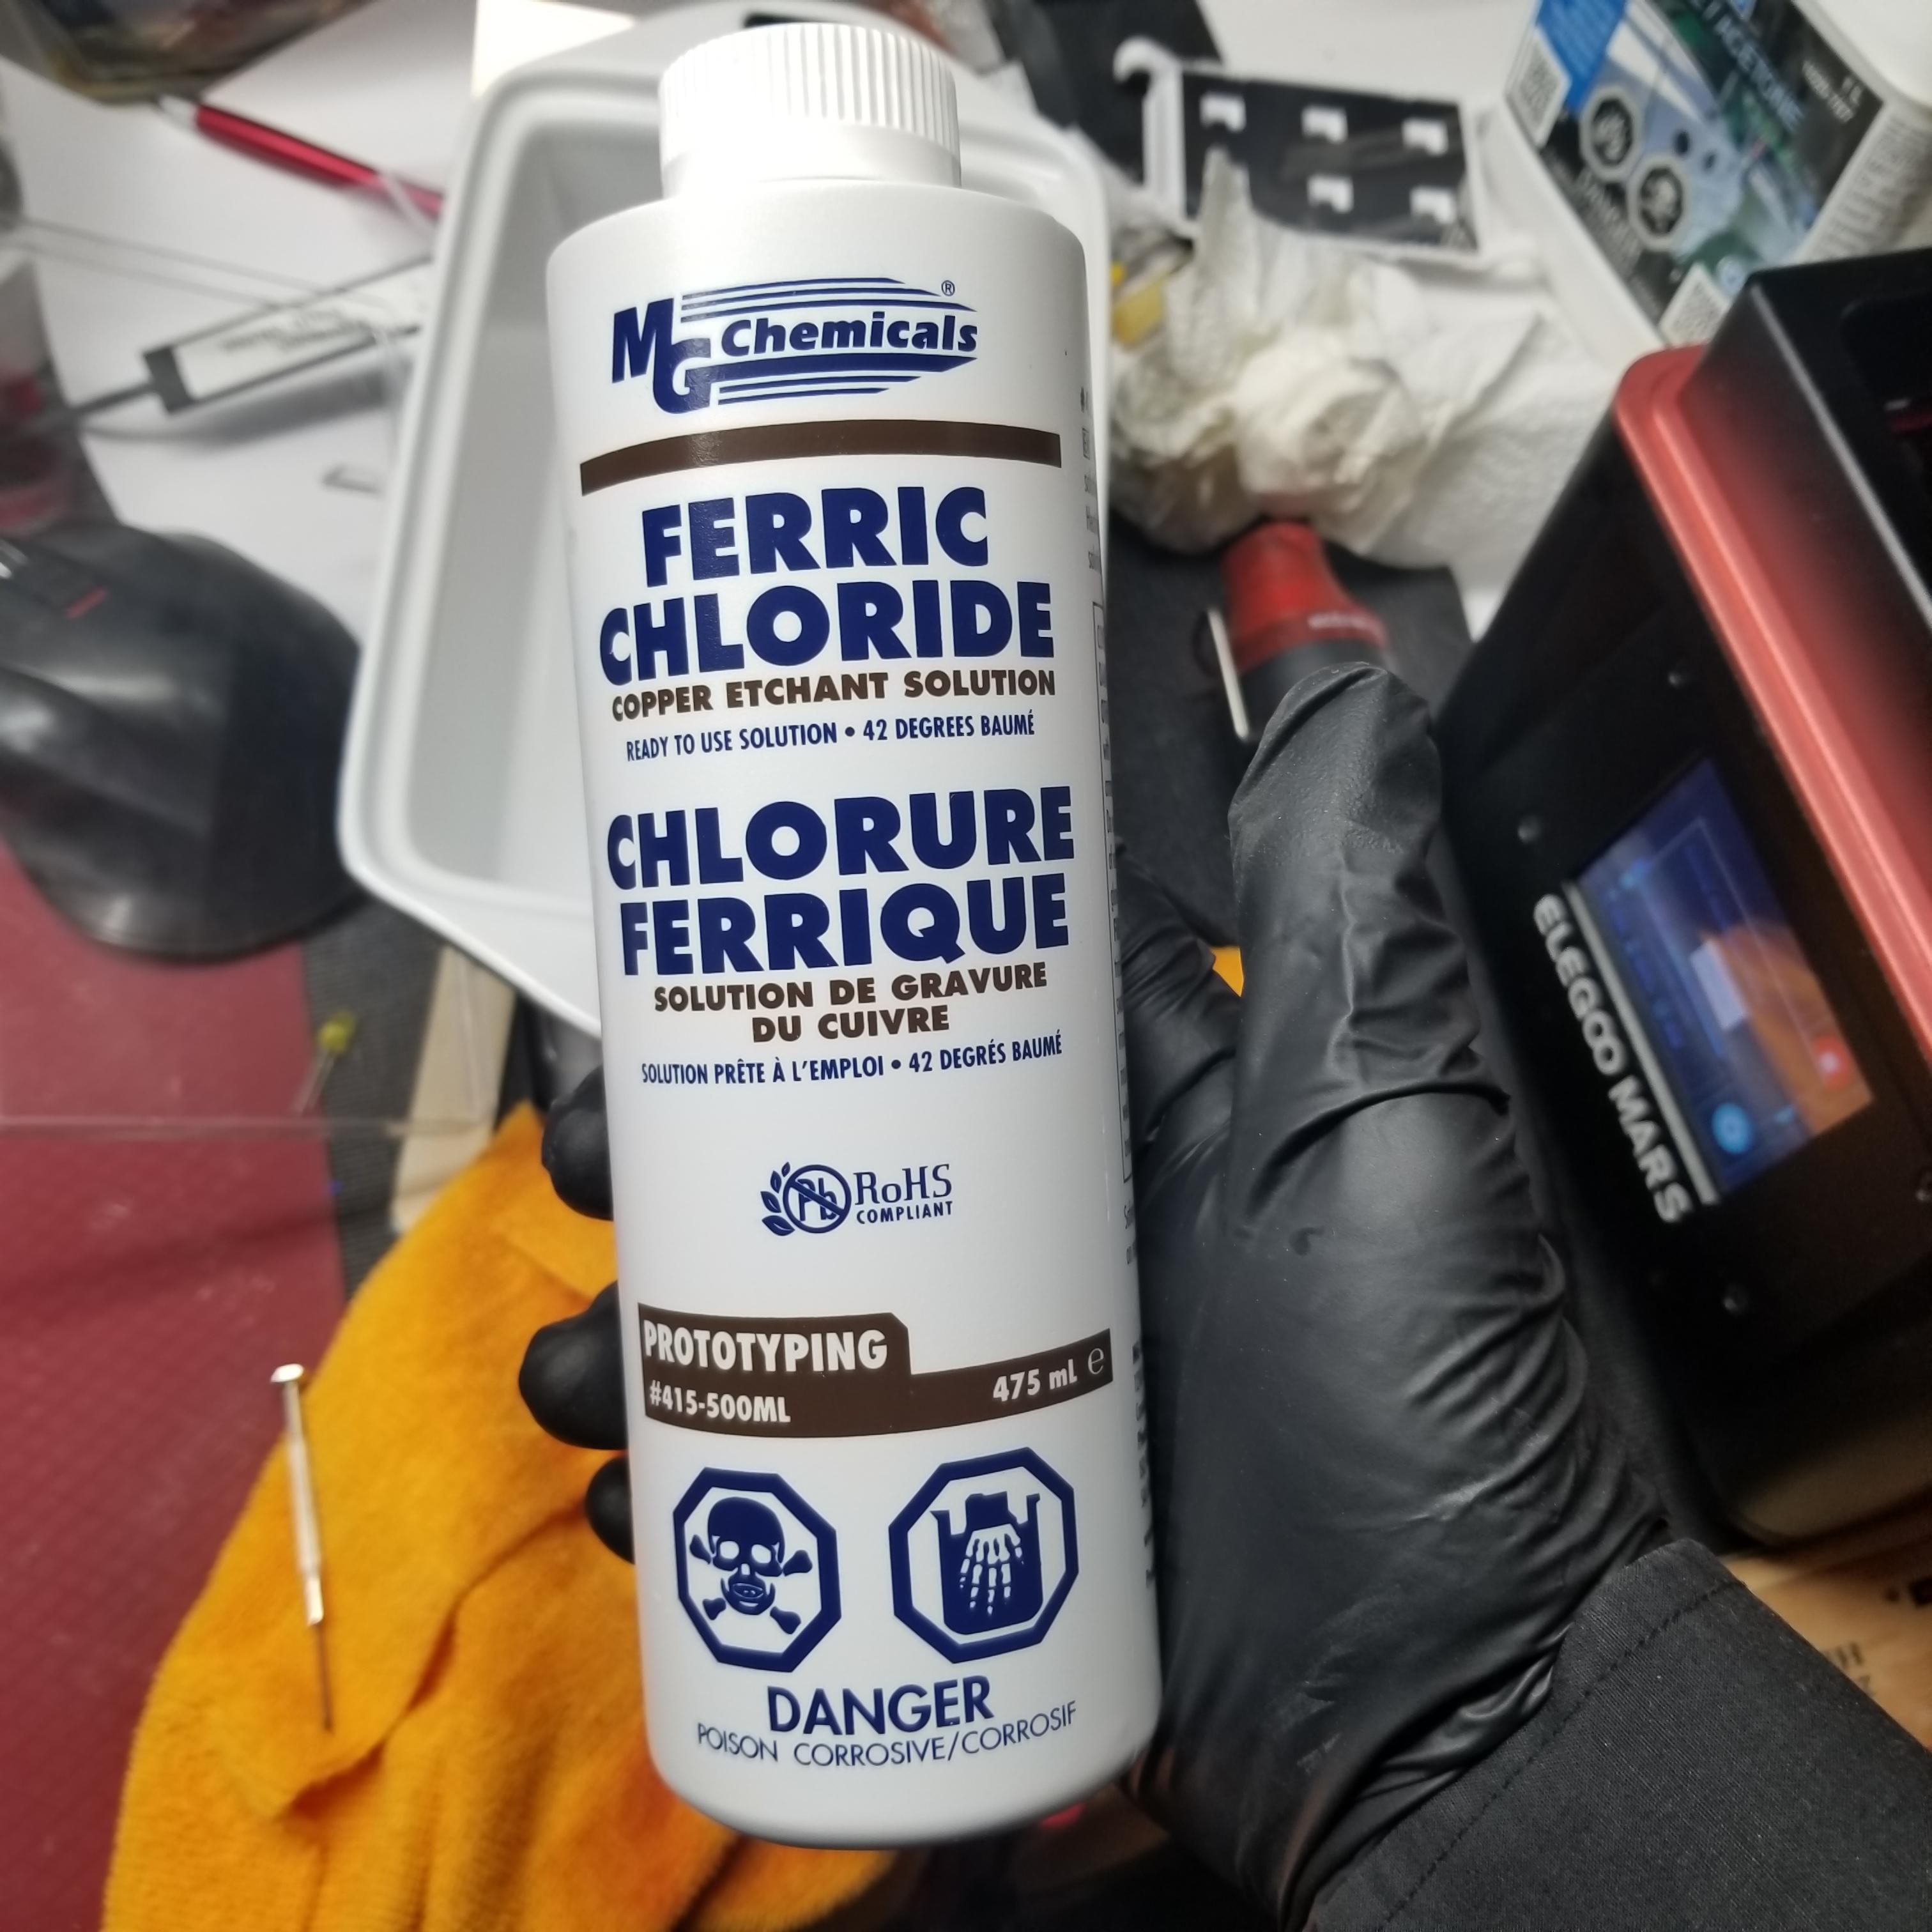 MG Chemicals ®
FERRIC
CHLORIDE
COPPER ETCHANT SOLUTION
READY TO USE SOLUTION • 42 DEGREES BAUMÉ
CHLORURE
FERRIQUE
SOLUTION DE GRAVURE
DU CUIVRE
SOLUTION PRÊTE À L'EMPLOI • 42 DEGRÉS BAUMÉ
Pb RoHS
COMPLIANT
PROTOTYPING
#415-500ML
475 mL e
DANGER
POISON CORROSIVE/CORROSIF
ACETONE
ELEGOO MARS